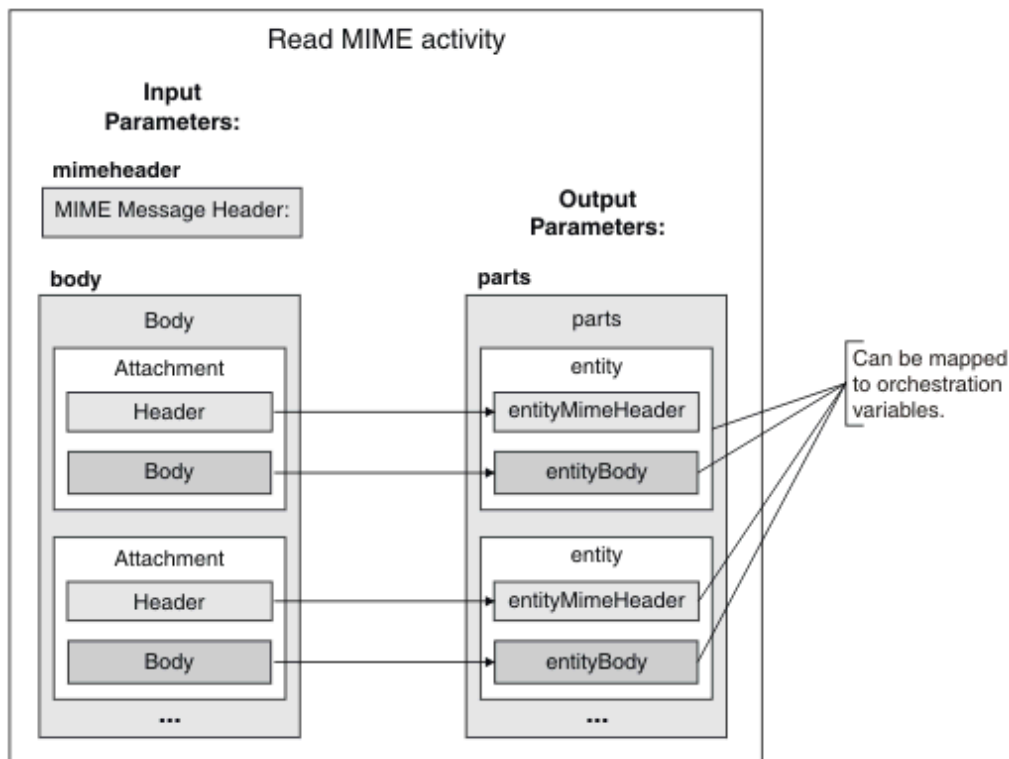 Read MIME activity
Input
Parameters:
mimeheader
MIME Message Header:
body
Body
Attachment
Header
Body
Attachment
Header
Body
...
Output
Parameters:
parts
parts
entity
entityMimeHeader
entityBody
entity
entityMimeHeader
entityBody
...
Can be mapped
to orchestration
variables.